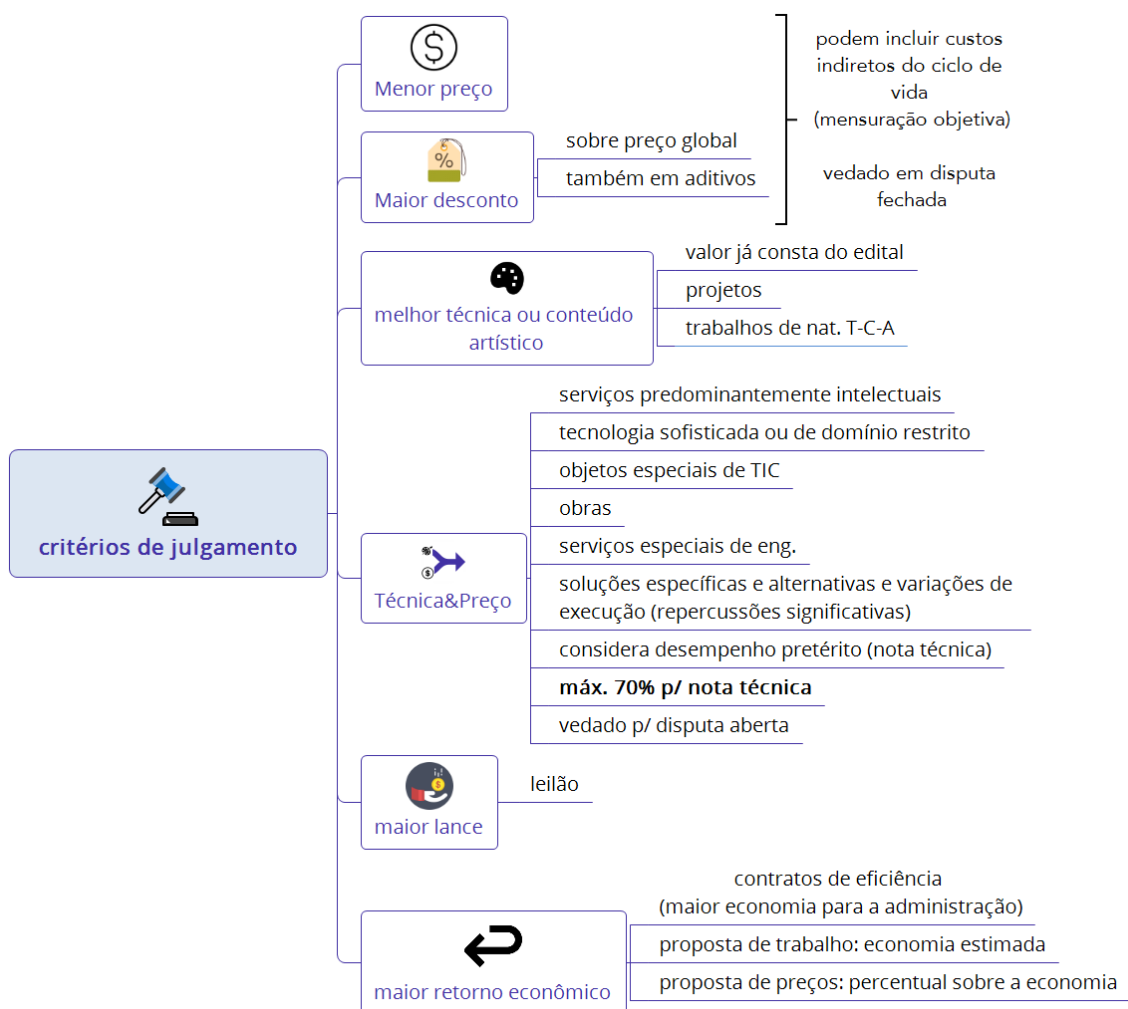 Menor preço
%
Maior desconto
sobre preço global
também em aditivos
podem incluir custos
indiretos do ciclo de
vida
(mensuração objetiva)
vedado em disputa
fechada
melhor técnica ou conteúdo
artístico
valor já consta do edital
projetos
trabalhos de nat. T-C-A
critérios de julgamento
Técnica&Preço
serviços predominantemente intelectuais
tecnologia sofisticada ou de domínio restrito
objetos especiais de TIC
obras
serviços especiais de eng.
soluções específicas e alternativas e variações de
execução (repercussões significativas)
considera desempenho pretérito (nota técnica)
máx. 70% p/ nota técnica
vedado p/ disputa aberta
maior lance
leilão
maior retorno econômico
contratos de eficiência
(maior economia para a administração)
proposta de trabalho: economia estimada
proposta de preços: percentual sobre a economia